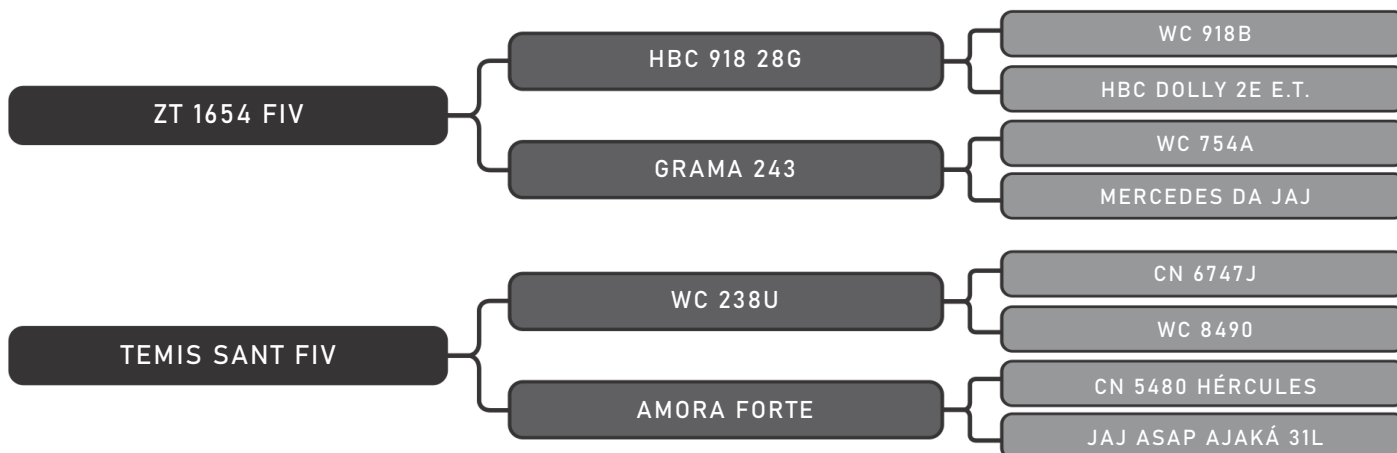 ZT 1654 FIV
HBC 918 28G
WC 918B
HBC DOLLY 2E E.T.
GRAMA 243
WC 754A
MERCEDES DA JAJ
TEMIS SANT FIV
WC 238U
CN 6747J
WC 8490
AMORA FORTE
CN 5480 HÉRCULES
JAJ ASAP AJAKÁ 31L